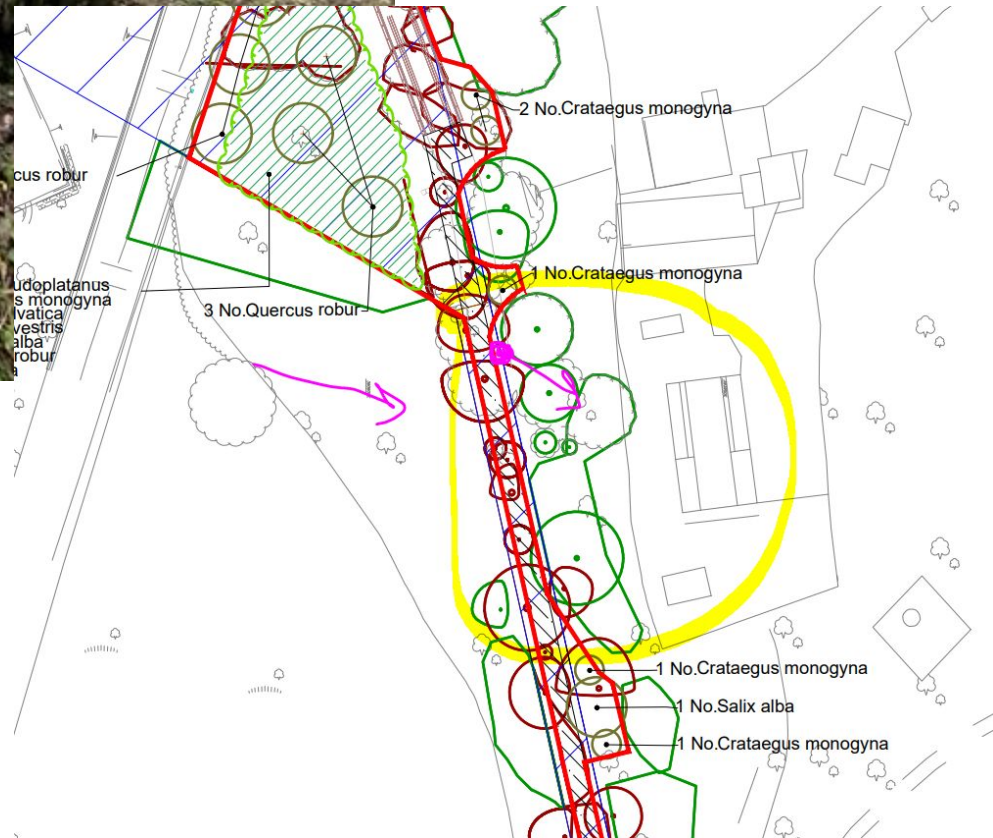 2 No.Crataegus monogyna
cus robur
1 No.Crataegus monogyna
udoplatanus
s monogyna
lvatica
vestris
alba
robur
a
3 No.Quercus robur
1 No.Crataegus monogyna
1 No.Salix alba
1 No.Crataegus monogyna